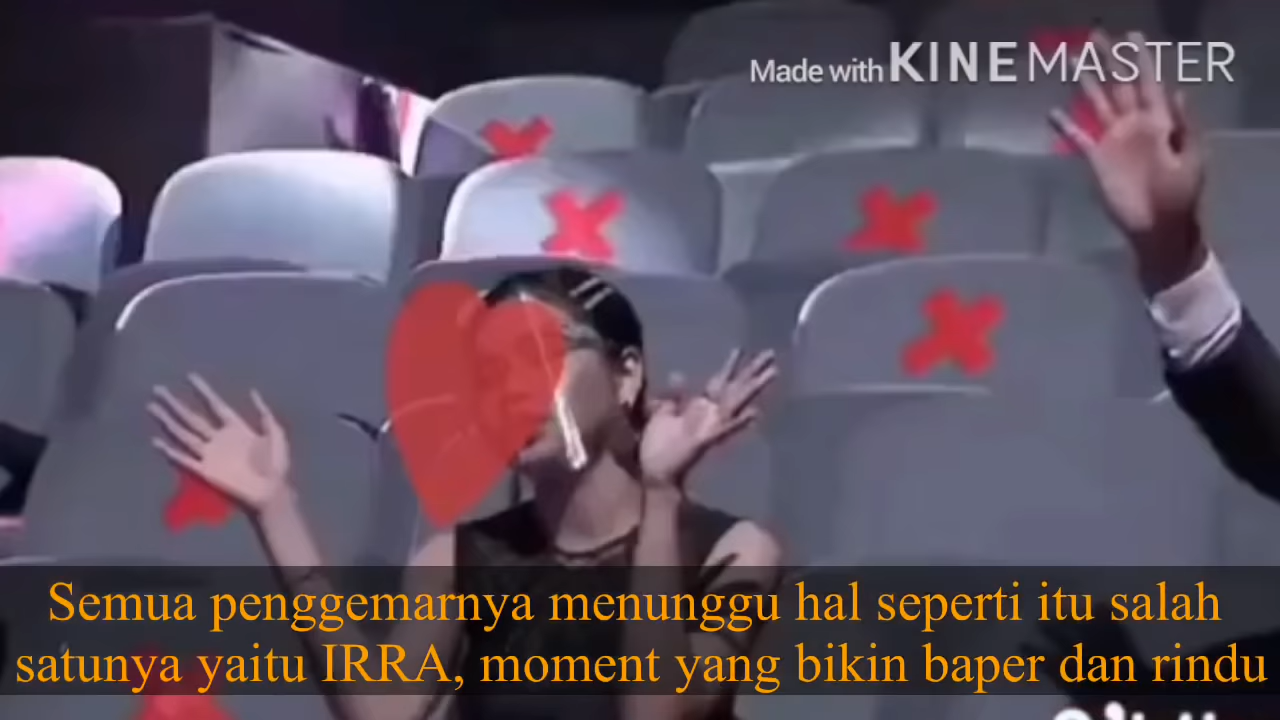 Made with KINEMASTER
Semua penggemarnya menunggu hal seperti itu salah
satunya yaitu IRRA, moment yang bikin baper dan rindu